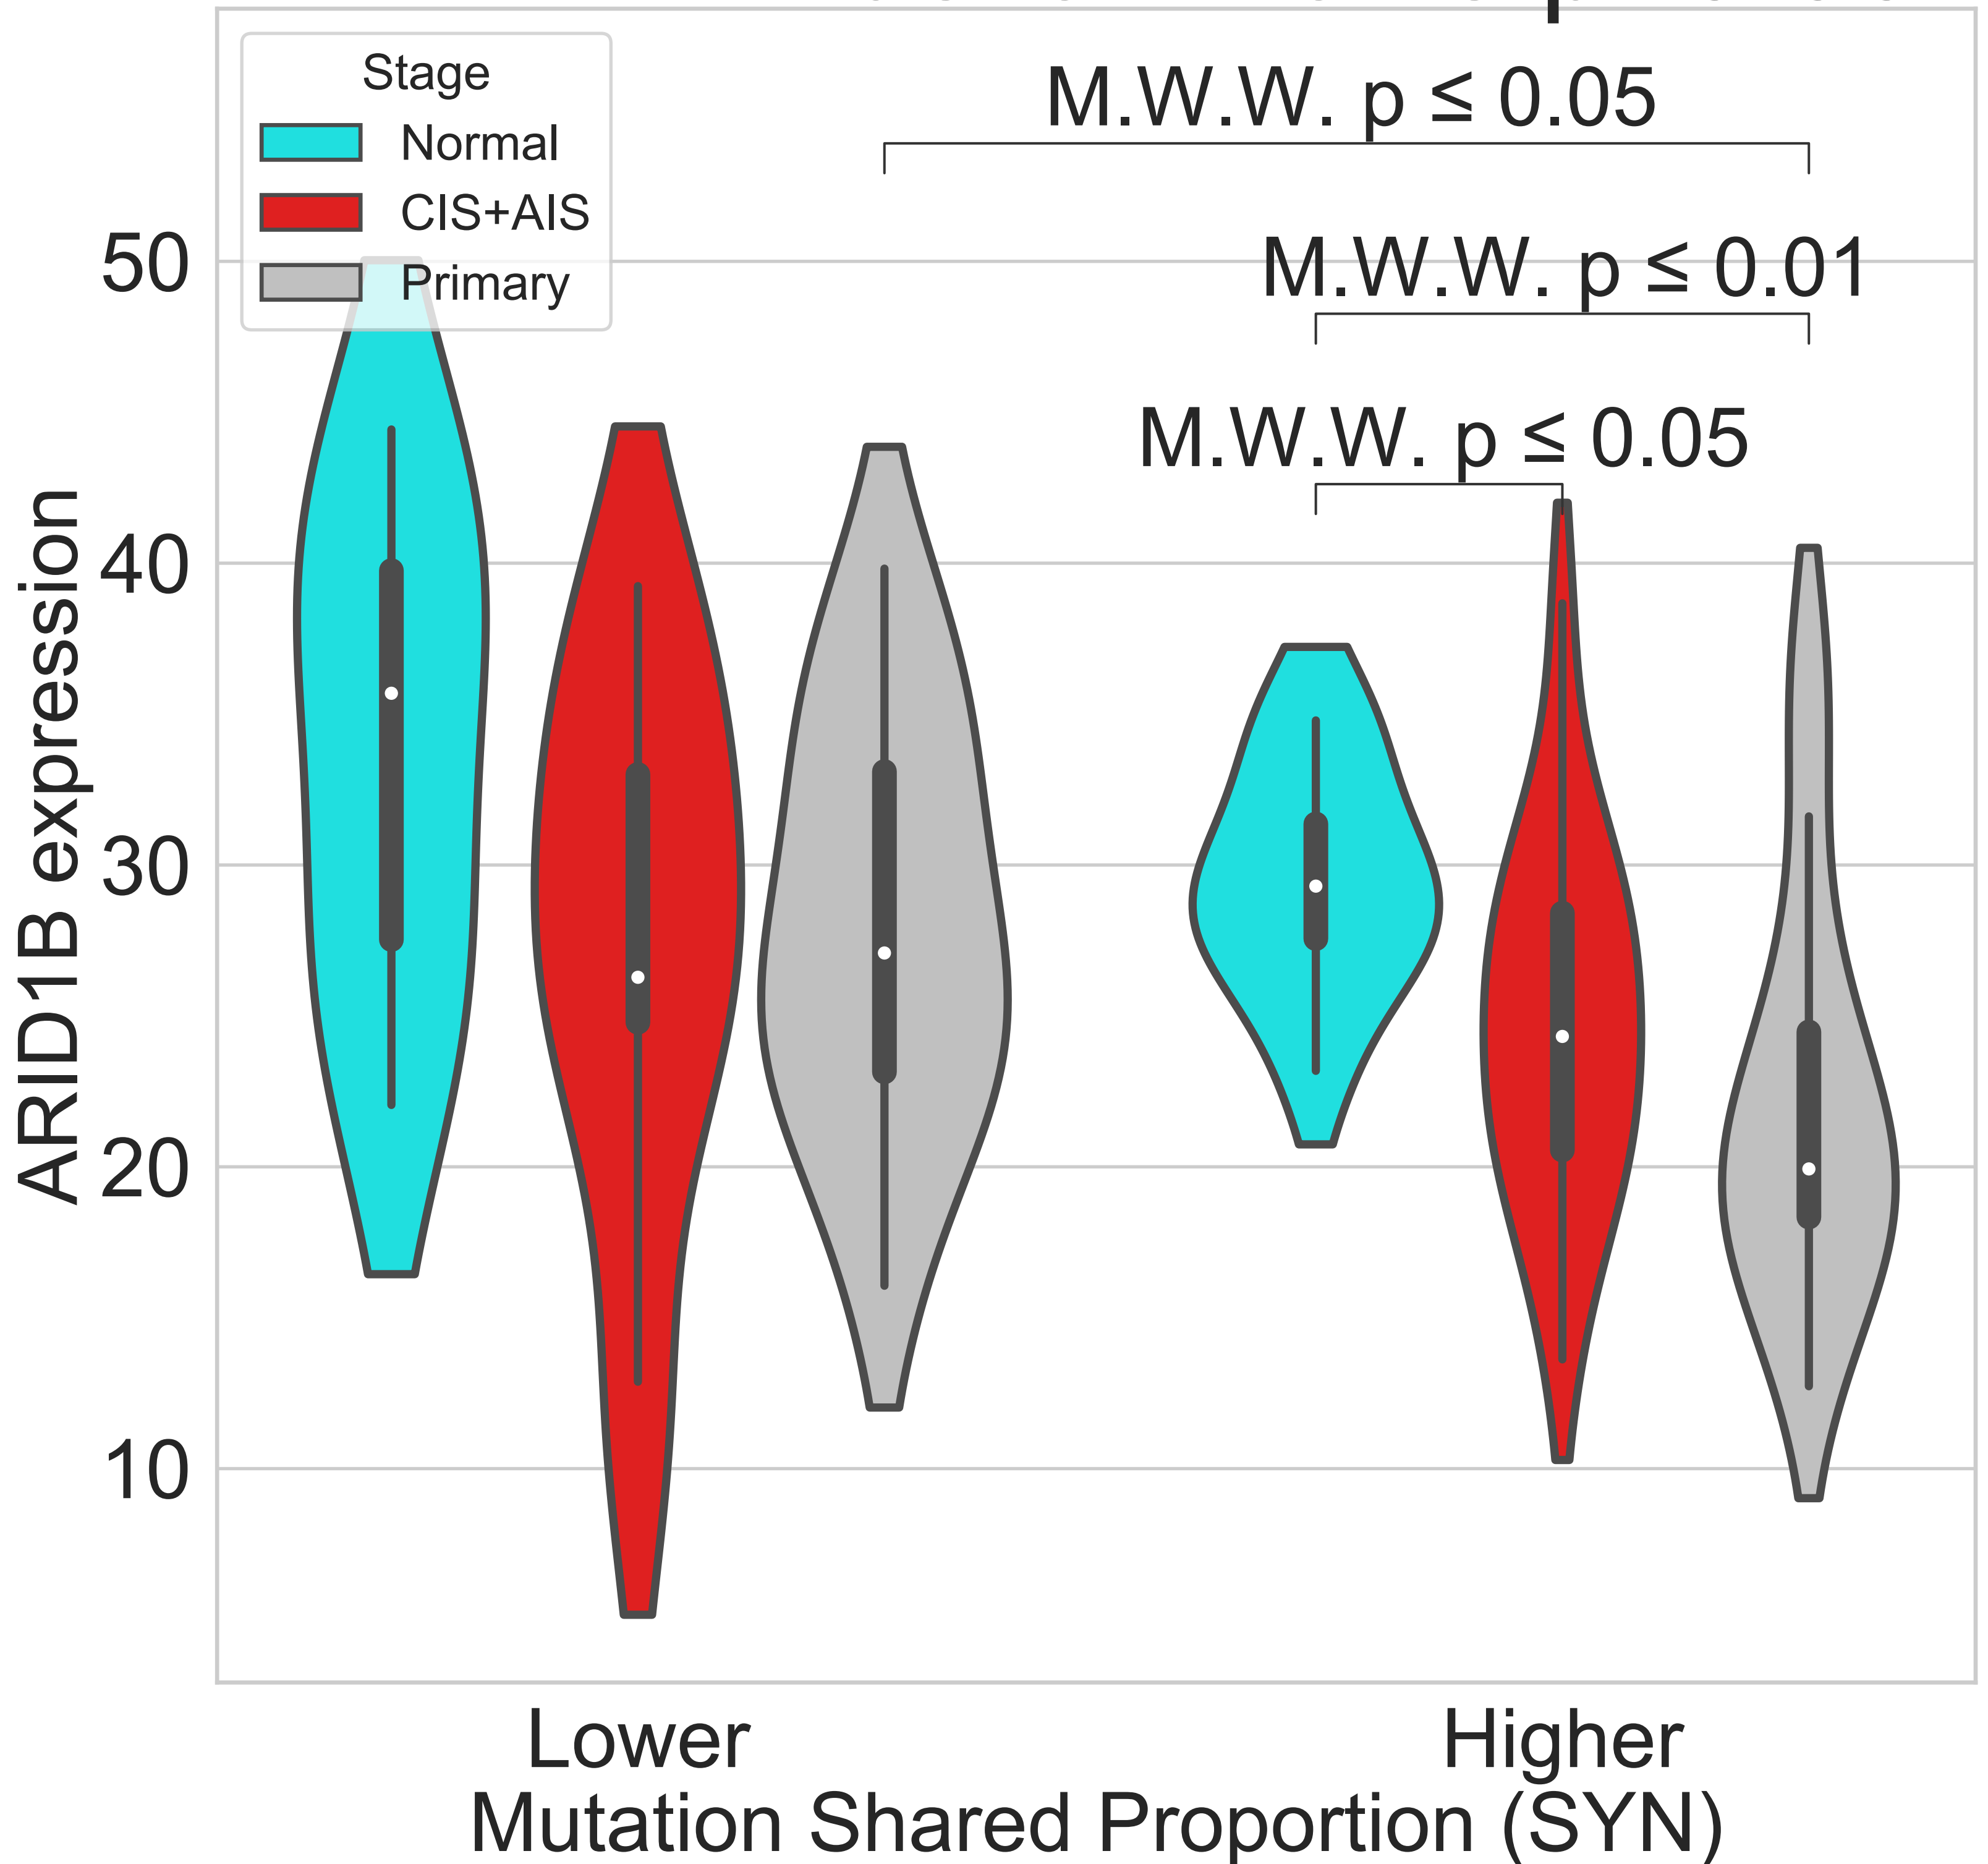 M.W.W. p ≤ 0.05
Stage
Normal
CIS+AIS
Primary
M.W.W. p ≤ 0.01
M.W.W. p ≤ 0.05
50
40
30
20
10
ARID1B expression
Lower
Higher
Mutation Shared Proportion (SYN)